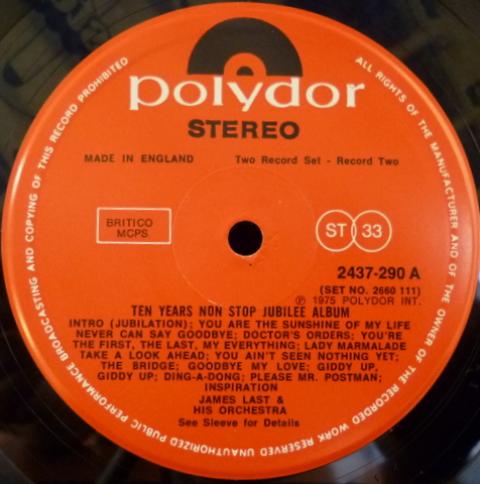 polydor
STEREO
MADE IN ENGLAND Two Record Set - Record Two
BRITICO
MCPS
ST 33
2437-290 A
(SET NO. 2660 111)
℗ 1975 POLYDOR INT.
TEN YEARS NON STOP JUBILEE ALBUM
INTRO (JUBILATION); YOU ARE THE SUNSHINE OF MY LIFE
NEVER CAN SAY GOODBYE; DOCTOR'S ORDERS; YOU'RE
THE FIRST, THE LAST, MY EVERYTHING; LADY MARMALADE
TAKE A LOOK AHEAD; YOU AIN'T SEEN NOTHING YET;
THE BRIDGE; GOODBYE MY LOVE; GIDDY UP,
GIDDY UP; DING-A-DONG; PLEASE MR. POSTMAN;
INSPIRATION
JAMES LAST &
HIS ORCHESTRA
See Sleeve for Details
ALL RIGHTS OF THE MANUFACTURER AND OF THE OWNER OF THE RECORDED WORK RESERVED UNAUTHORIZED PUBLIC PERFORMANCE BROADCASTING AND COPYING OF THIS RECORD PROHIBITED